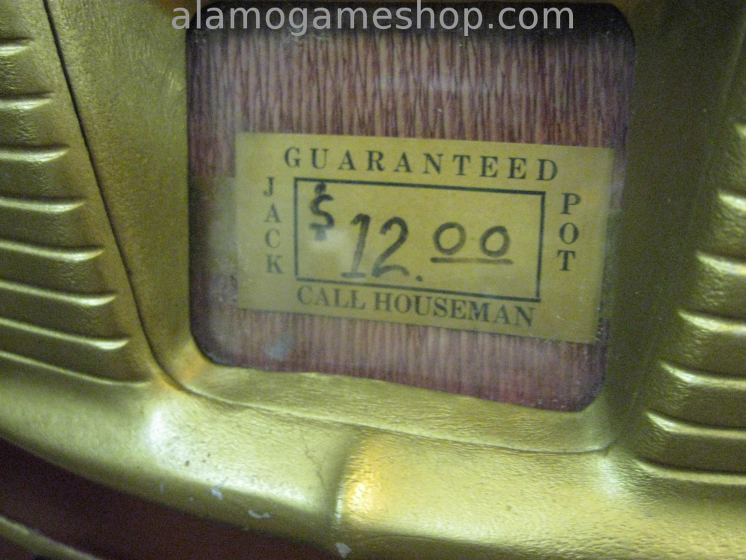 alamogameshop.com
GUARANTEED
JACK
$12.00
POT
CALL HOUSEMAN